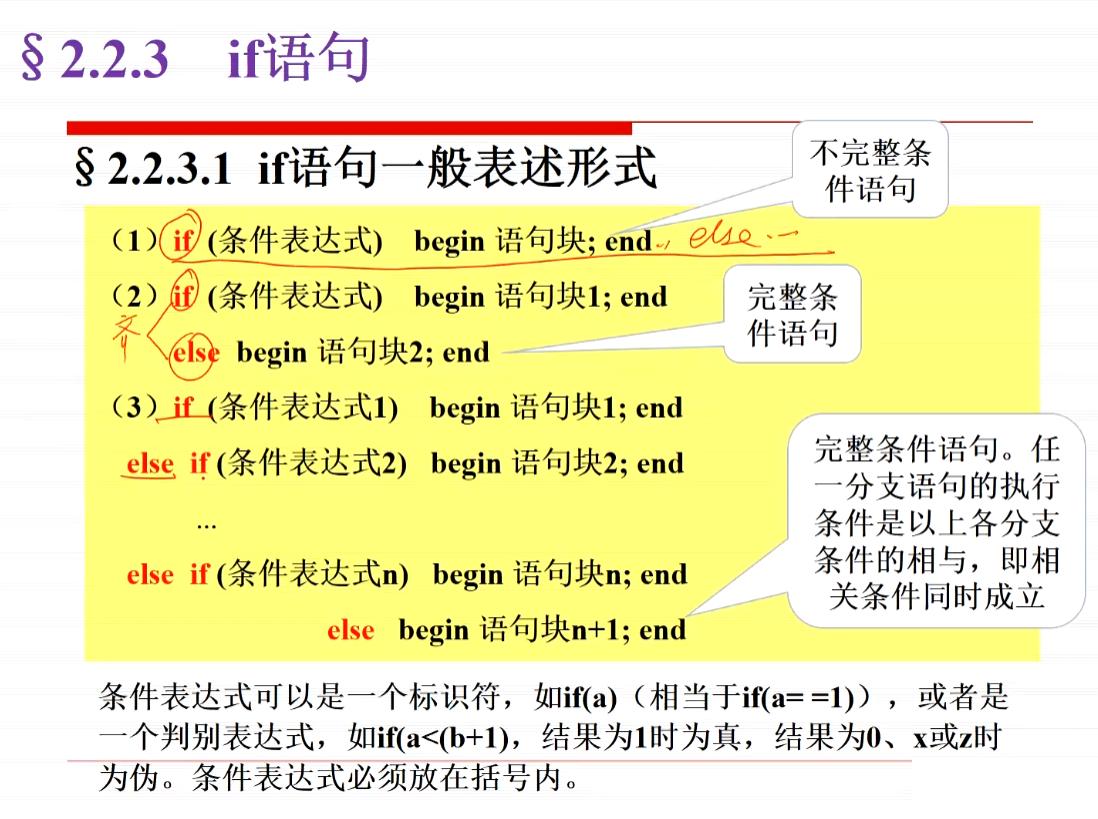 §2.2.3 if语句
§2.2.3.1 if语句一般表述形式
不完整条
件语句
（1）if (条件表达式) begin 语句块; end.., else...
（2）if (条件表达式) begin 语句块1; end
完整条
件语句
齐
else begin 语句块2; end
（3）if (条件表达式1) begin 语句块1; end
else if (条件表达式2) begin 语句块2; end
...
else if (条件表达式n) begin 语句块n; end
else begin 语句块n+1; end
完整条件语句。任
一分支语句的执行
条件是以上各分支
条件的相与，即相
关条件同时成立
条件表达式可以是一个标识符，如if(a)（相当于if(a= =1)），或者是
一个判别表达式，如if(a<(b+1)，结果为1时为真，结果为0、x或z时
为伪。条件表达式必须放在括号内。